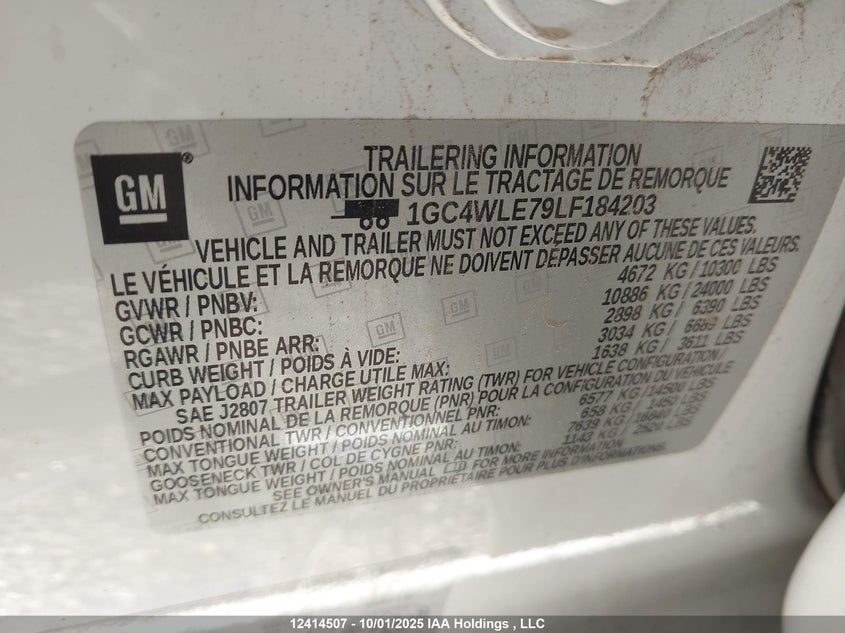 GM ®
TRAILERING INFORMATION
INFORMATION SUR LE TRACTAGE DE REMORQUE
1GC4WLE79LF184203
VEHICLE AND TRAILER MUST NOT EXCEED ANY OF THESE VALUES.
LE VÉHICULE ET LA REMORQUE NE DOIVENT DÉPASSER AUCUNE DE CES VALEURS.
GVWR / PNBV: 4672 KG/10300 LBS
GCWR / PNBC: 10886 KG/24000 LBS
RGAWR / PNBE ARR: 2898 KG/ 6390 LBS
CURB WEIGHT / POIDS À VIDE: 3034 KG/ 6689 LBS
MAX PAYLOAD / CHARGE UTILE MAX: 1638 KG/ 3611 LBS
SAE J2807 TRAILER WEIGHT RATING (TWR) FOR VEHICLE CONFIGURATION /
POIDS NOMINAL DE LA REMORQUE (PNR) POUR LA CONFIGURATION DU VÉHICULE
CONVENTIONAL TWR / CONVENTIONNEL PNR: 6577 KG/14500 LBS
MAX TONGUE WEIGHT / POIDS NOMINAL AU TIMON: 658 KG/ 1450 LBS
GOOSENECK TWR / COL DE CYGNE PNR: 7639 KG/16840 LBS
MAX TONGUE WEIGHT / POIDS NOMINAL AU TIMON: 1143 KG/ 2520 LBS
SEE OWNER'S MANUAL FOR MORE INFORMATION
CONSULTEZ LE MANUEL DU PROPRIÉTAIRE POUR PLUS D'INFORMATIONS.
12414507 - 10/01/2025 IAA Holdings , LLC